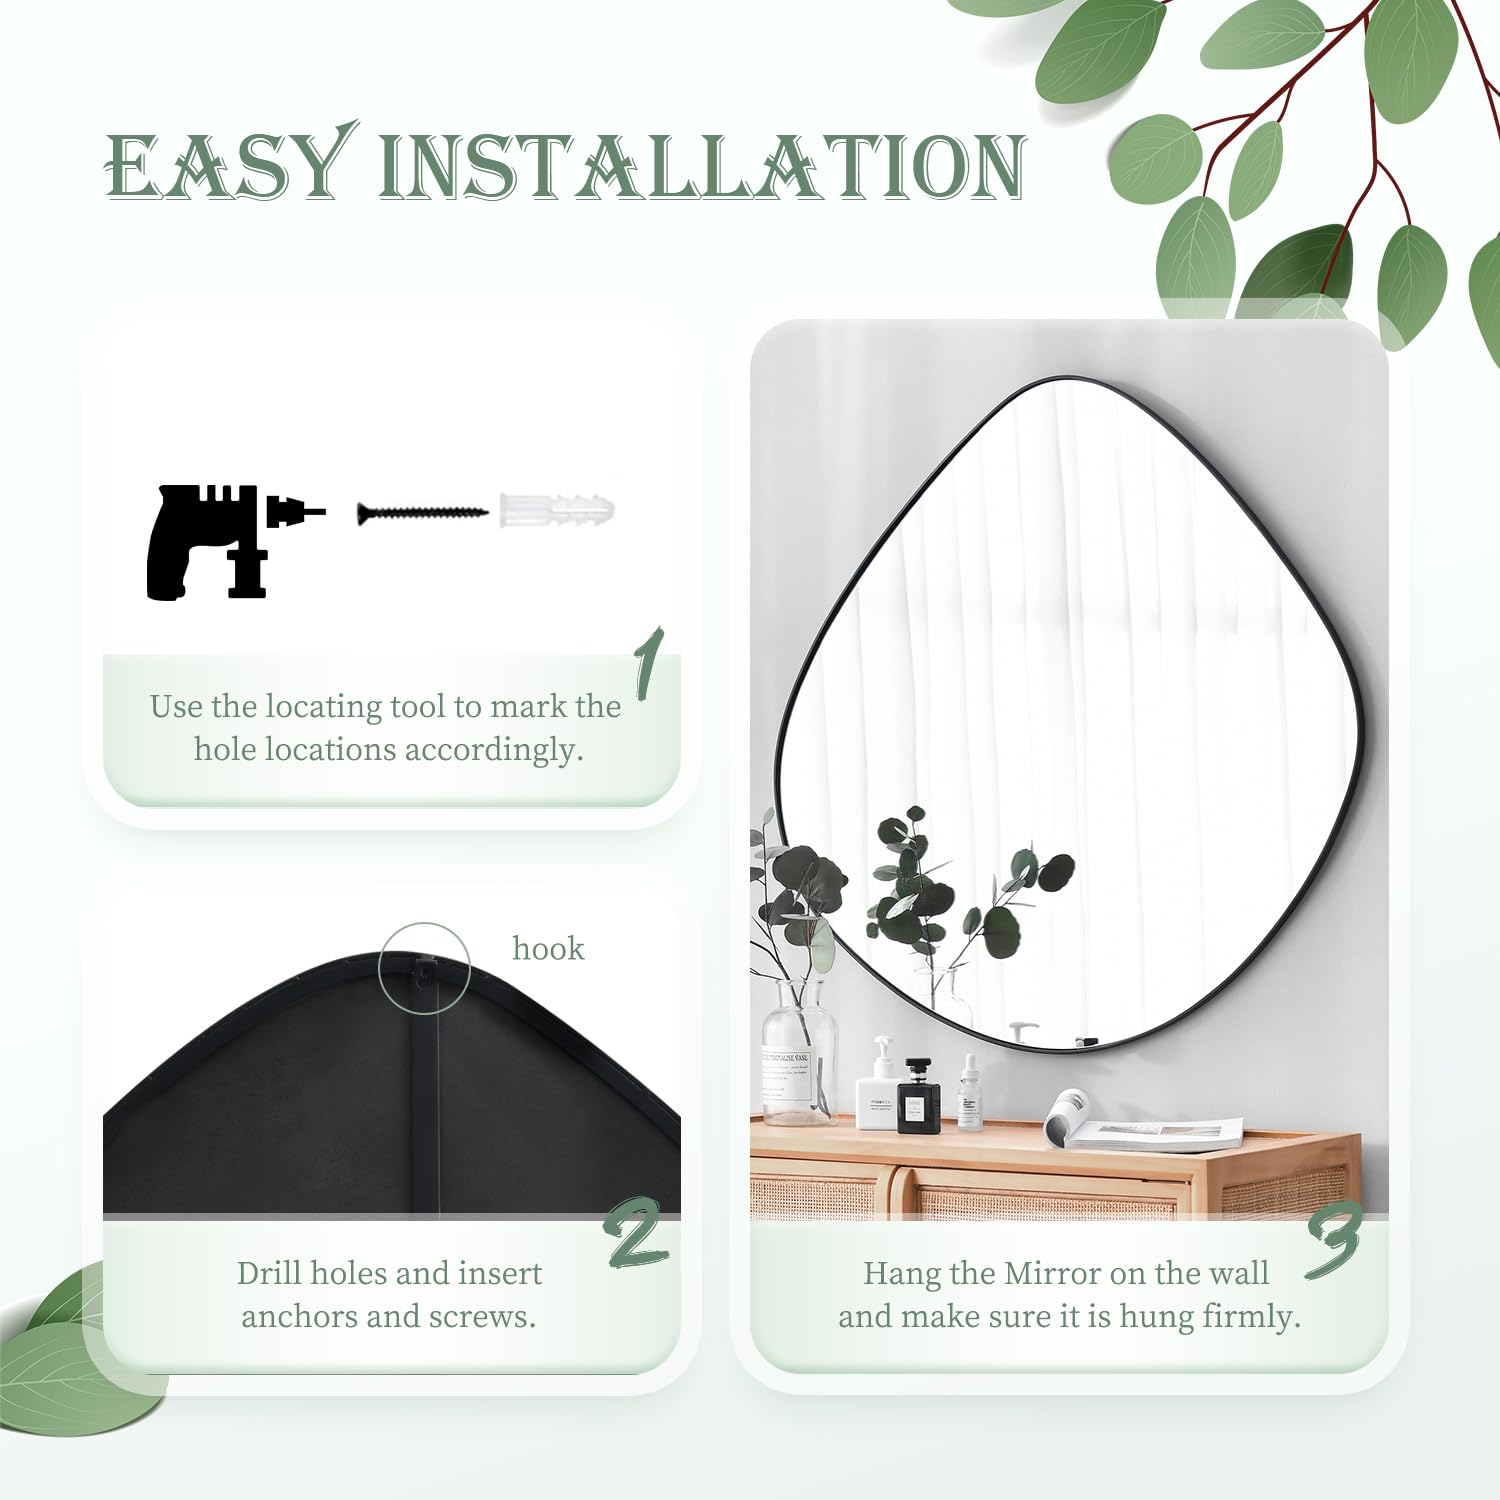 EASY INSTALLATION
1
Use the locating tool to mark the
hole locations accordingly.
hook
2
Drill holes and insert
anchors and screws.
3
Hang the Mirror on the wall
and make sure it is hung firmly.